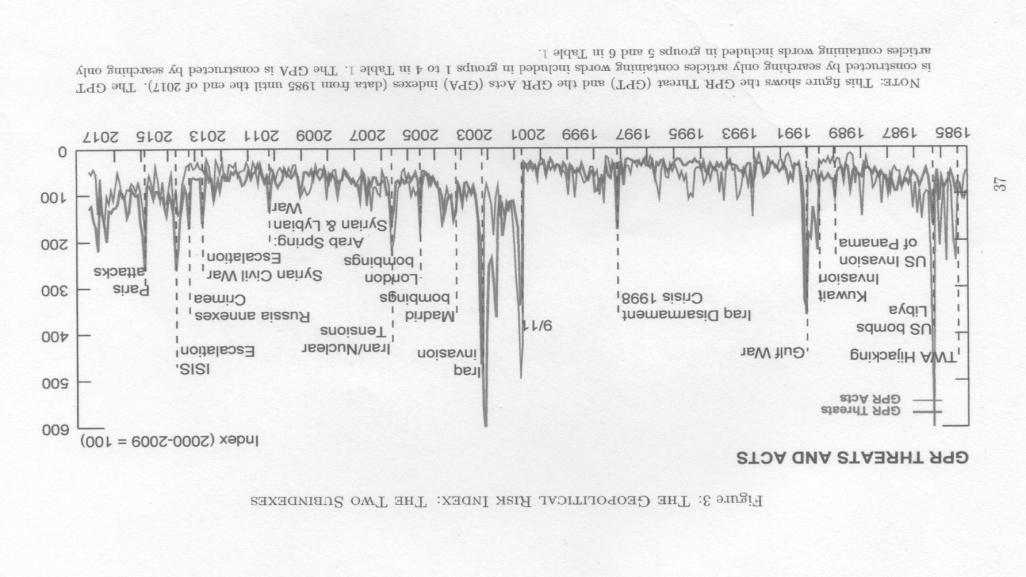 Figure 3: THE GEOPOLITICAL RISK INDEX: THE TWO SUBINDEXES
GPR THREATS AND ACTS
Index (2000-2009 = 100)
600
GPR Threats
GPR Acts
500
400
300
200
100
0
TWA Hijacking
US bombs
Libya
Kuwait
Invasion
US Invasion
of Panama
Gulf War
Iraq Disarmament
Crisis 1998
9/11
Iraq
invasion
Madrid
bombings
London
bombings
Iran/Nuclear
Tensions
Arab Spring:
Syrian & Lybian
War
ISIS
Escalation
Russia annexes
Crimea
Syrian Civil War
Escalation
Paris
attacks
1985 1987 1989 1991 1993 1995 1997 1999 2001 2003 2005 2007 2009 2011 2013 2015 2017
NOTE: This figure shows the GPR Threat (GPT) and the GPR Acts (GPA) indexes (data from 1985 until the end of 2017). The GPT
is constructed by searching only articles containing words included in groups 1 to 4 in Table 1. The GPA is constructed by searching only
articles containing words included in groups 5 and 6 in Table 1.
37